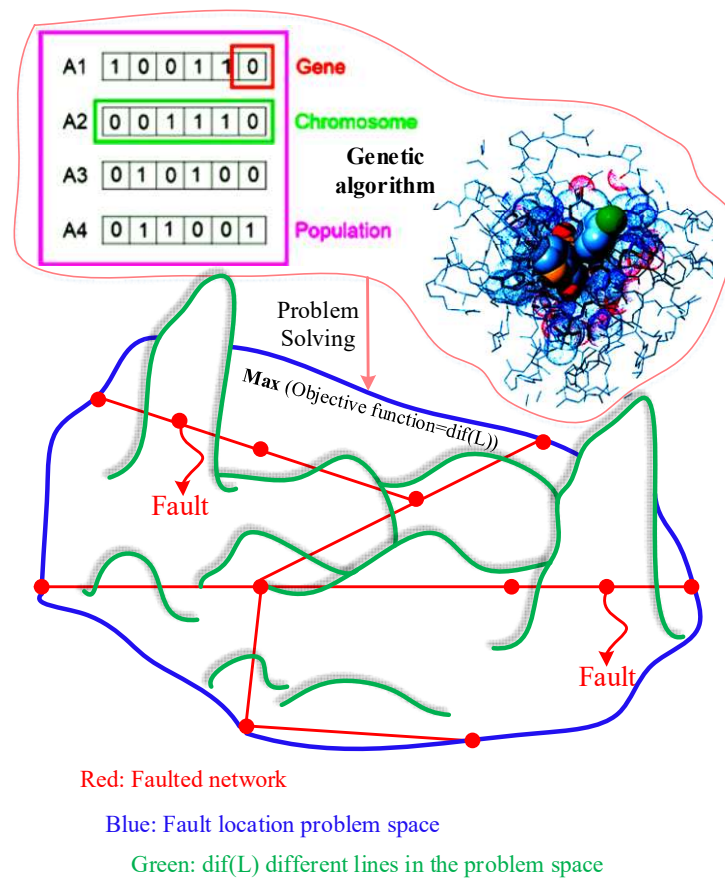 A1 1 0 0 1 1 0 Gene
A2 0 0 1 1 1 0 Chromosome
A3 0 1 0 1 0 0
A4 0 1 1 0 0 1 Population
Genetic
algorithm
Problem
Solving
Max (Objective function=dif(L))
Fault
Fault
Red: Faulted network
Blue: Fault location problem space
Green: dif(L) different lines in the problem space